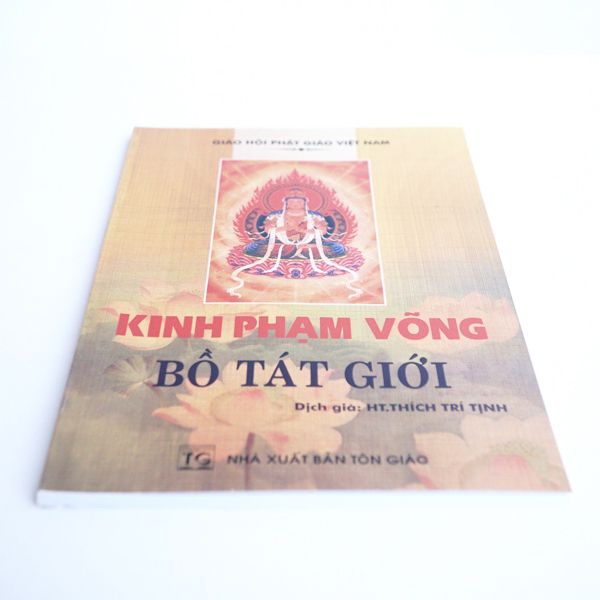 GIÁO HỘI PHẬT GIÁO VIỆT NAM
KINH PHẠM VÕNG
BỒ TÁT GIỚI
Dịch giả: HT.THÍCH TRÍ TỊNH
TG NHÀ XUẤT BẢN TÔN GIÁO